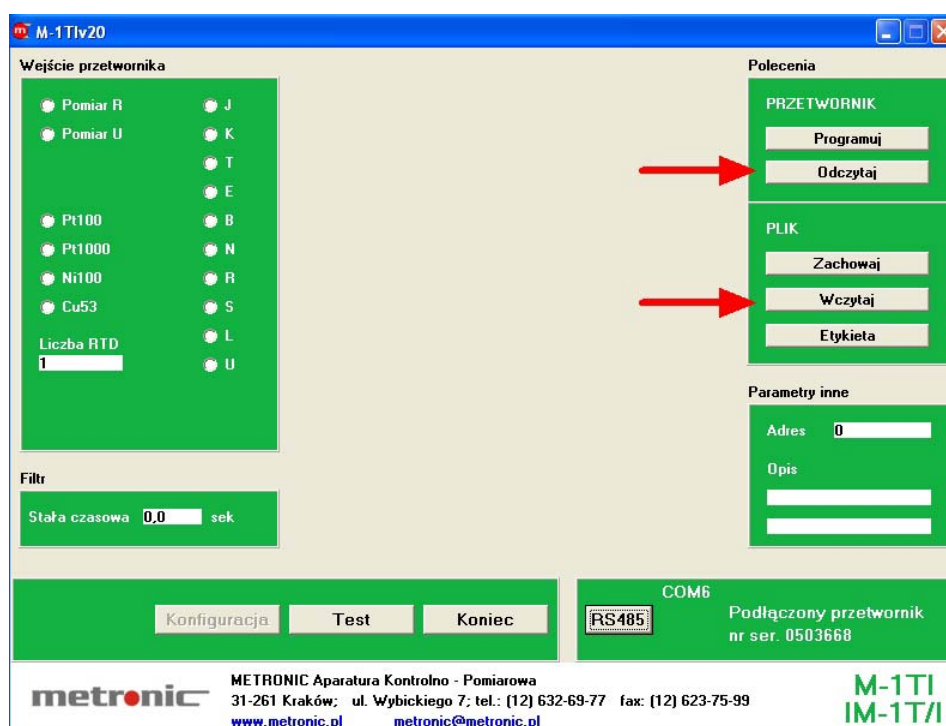 M-1TIv20
Wejście przetwornika
Pomiar R
Pomiar U
Pt100
Pt1000
Ni100
Cu53
Liczba RTD
1
J
K
T
E
B
N
R
S
L
U
Filtr
Stała czasowa 0,0 sek
Polecenia
PRZETWORNIK
Programuj
Odczytaj
PLIK
Zachowaj
Wczytaj
Etykieta
Parametry inne
Adres 0
Opis
Konfiguracja Test Koniec
COM6
RS485
Podłączony przetwornik
nr ser. 0503668
metronic
METRONIC Aparatura Kontrolno - Pomiarowa
31-261 Kraków; ul. Wybickiego 7; tel.: (12) 632-69-77 fax: (12) 623-75-99
www.metronic.pl metronic@metronic.pl
M-1TI
IM-1T/I